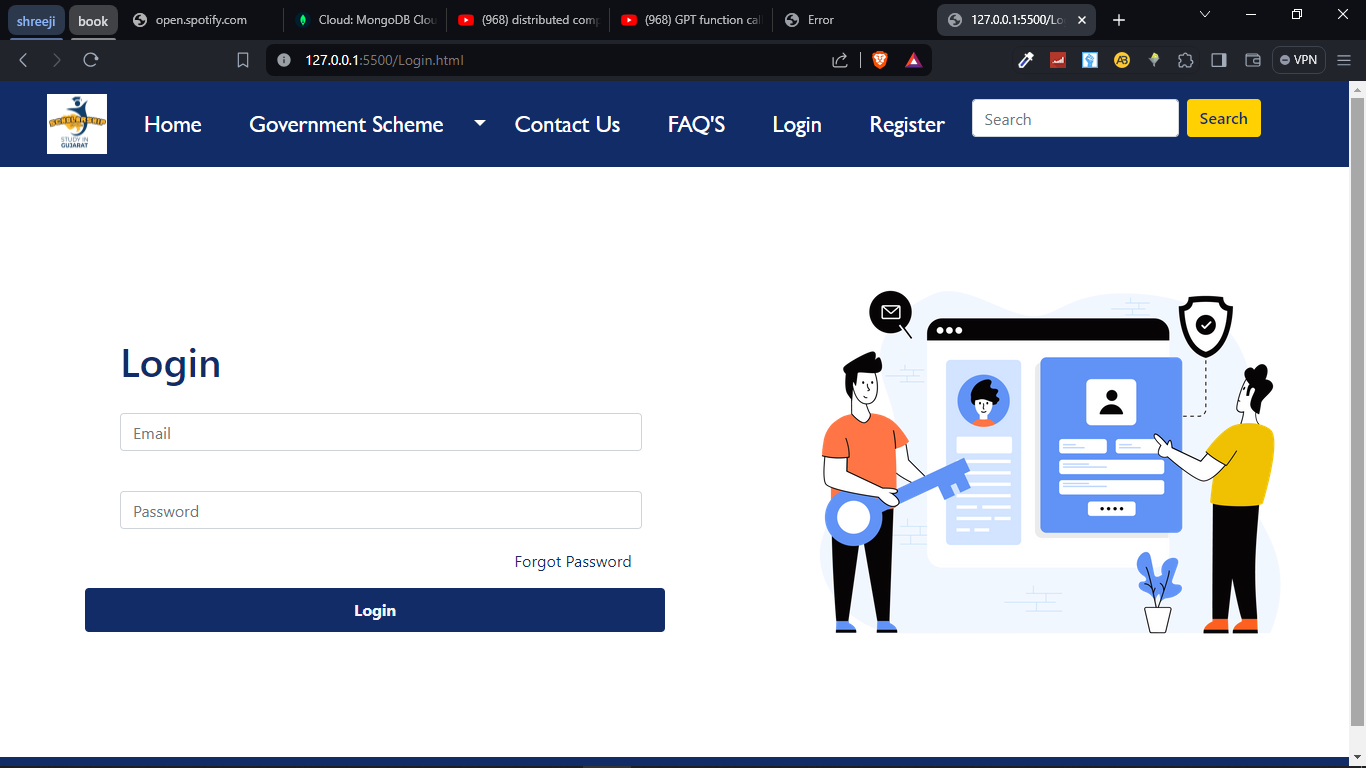 shreeji
book
open.spotify.com
Cloud: MongoDB Clou
(968) distributed comp
(968) GPT function cal
Error
127.0.0.1:5500/Lo
127.0.0.1:5500/Login.html
AB
VPN
SCHOLARSHIP
STUDY IN
GUJARAT
Home
Government Scheme
Contact Us
FAQ'S
Login
Register
Search
Search
Login
Email
Password
Forgot Password
Login